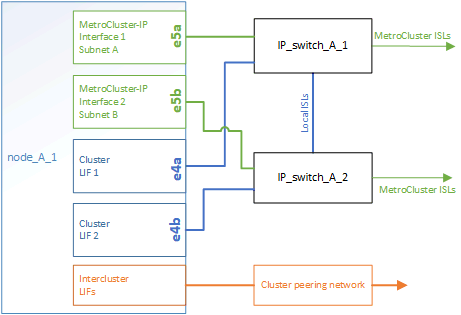 MetroCluster-IP
Interface 1
Subnet A
e5a
IP_switch_A_1
MetroCluster ISLs
MetroCluster-IP
Interface 2
Subnet B
e5b
Local ISLs
node_A_1
Cluster
LIF 1
e4a
IP_switch_A_2
MetroCluster ISLs
Cluster
LIF 2
e4b
Intercluster
LIFs
Cluster peering network